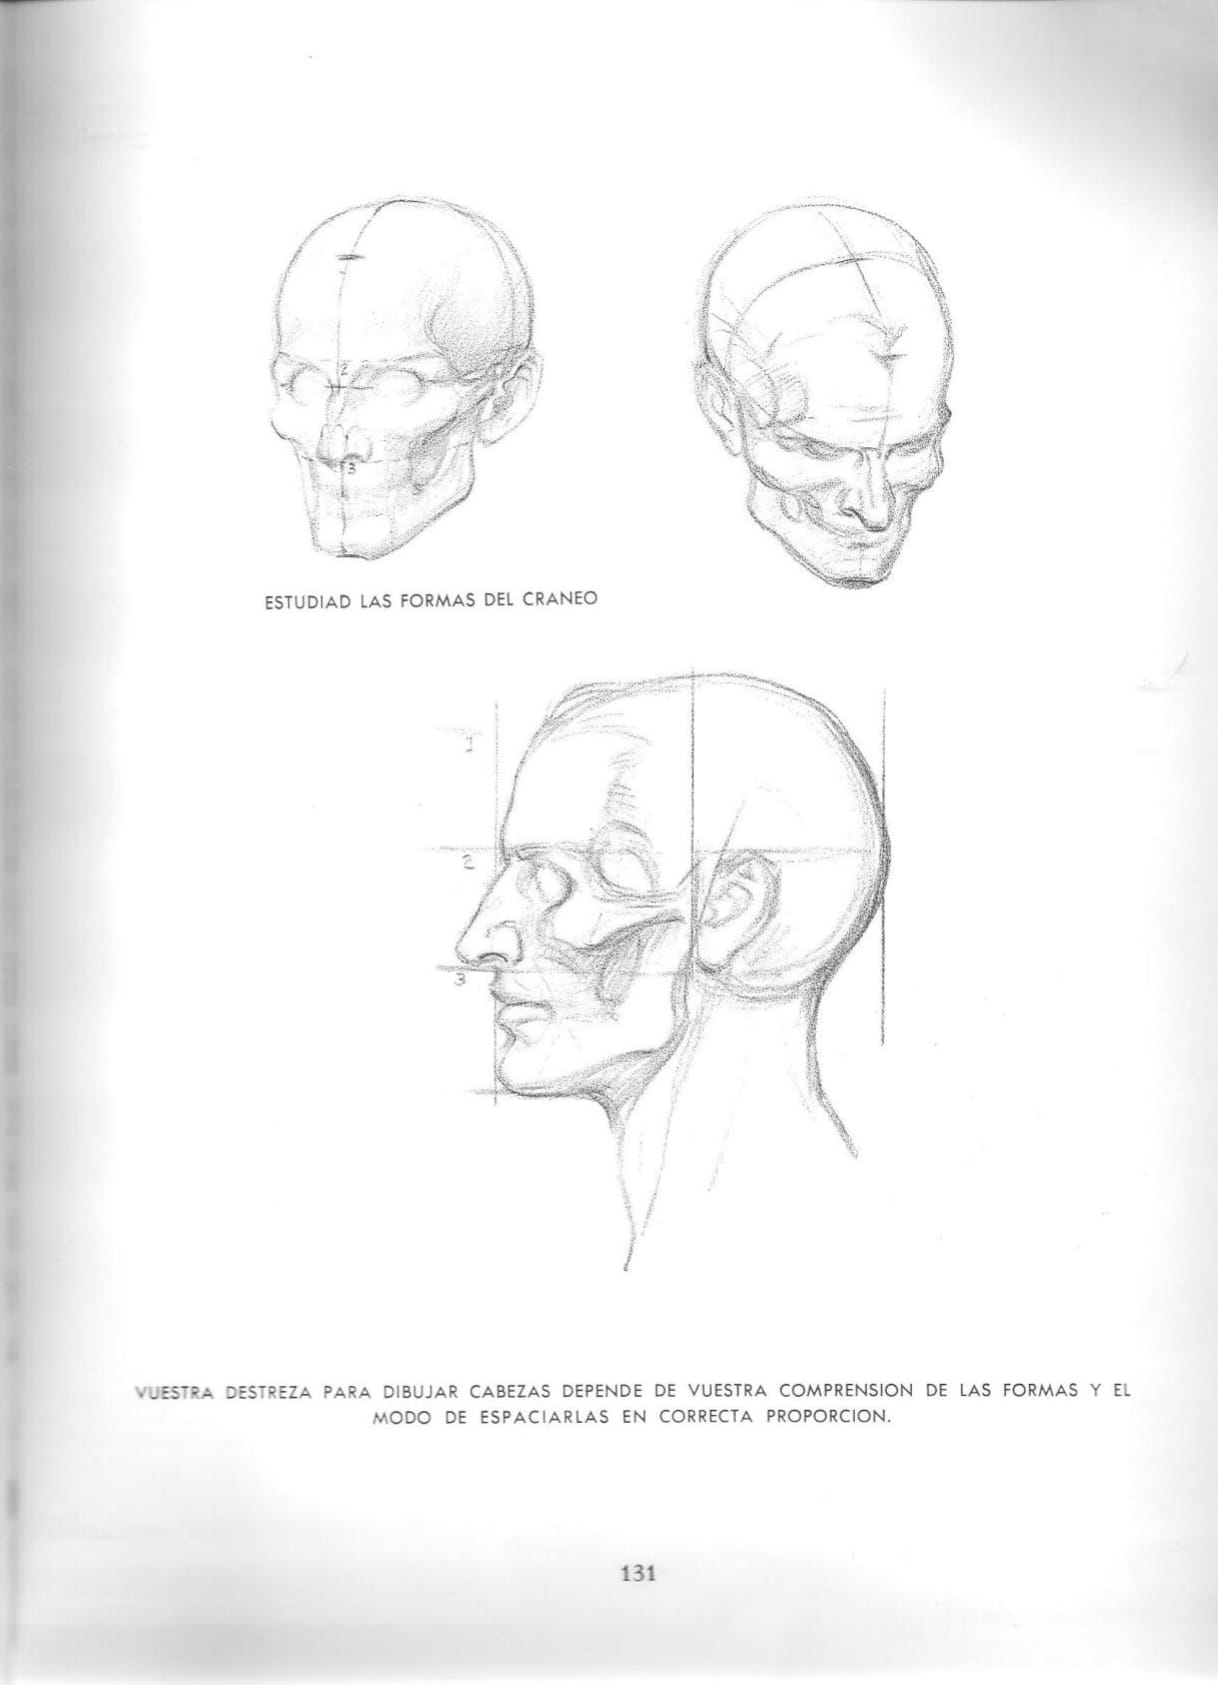 2
3
ESTUDIAD LAS FORMAS DEL CRANEO
1
2
3
VUESTRA DESTREZA PARA DIBUJAR CABEZAS DEPENDE DE VUESTRA COMPRENSION DE LAS FORMAS Y EL
MODO DE ESPACIARLAS EN CORRECTA PROPORCION.
131